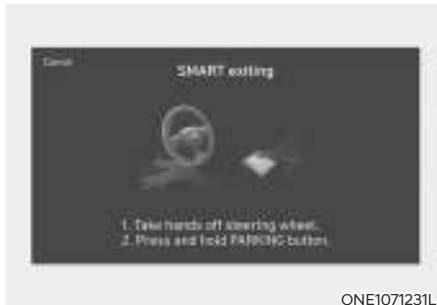 Cancel
SMART exiting
1. Take hands off steering wheel.
2. Press and hold PARKING button.
ONE1071231L